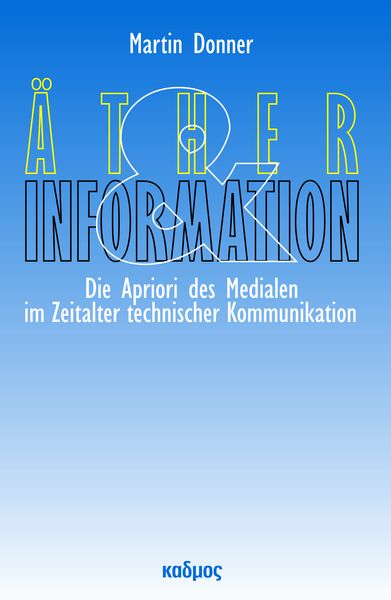 Martin Donner
ÄTHER
&
INFORMATION
Die Apriori des Medialen
im Zeitalter technischer Kommunikation
καδμος